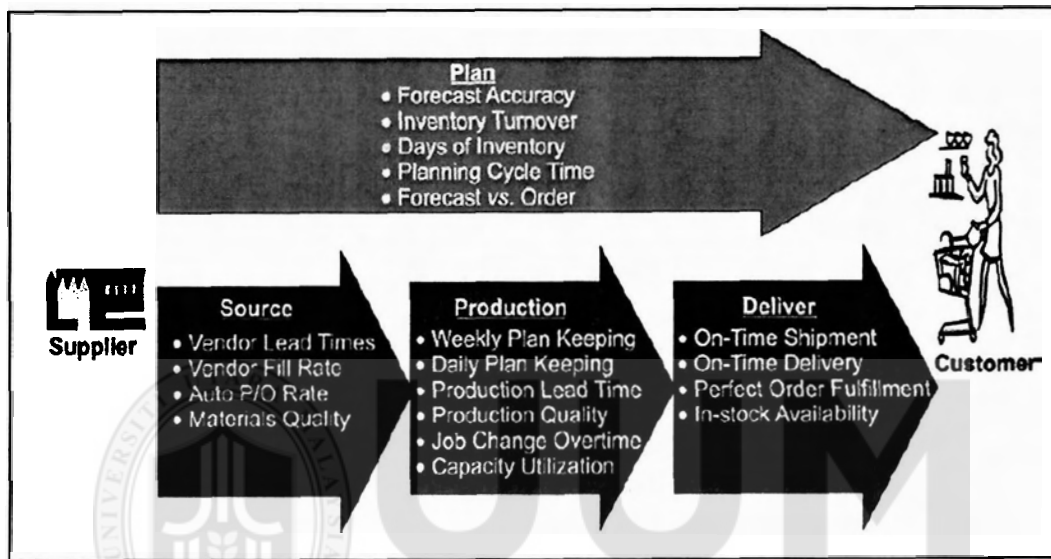 Plan
• Forecast Accuracy
• Inventory Turnover
• Days of Inventory
• Planning Cycle Time
• Forecast vs. Order
Supplier
Source
• Vendor Lead Times
• Vendor Fill Rate
• Auto P/O Rate
• Materials Quality
Production
• Weekly Plan Keeping
• Daily Plan Keeping
• Production Lead Time
• Production Quality
• Job Change Overtime
• Capacity Utilization
Deliver
• On-Time Shipment
• On-Time Delivery
• Perfect Order Fulfillment
• In-stock Availability
Customer
UUM